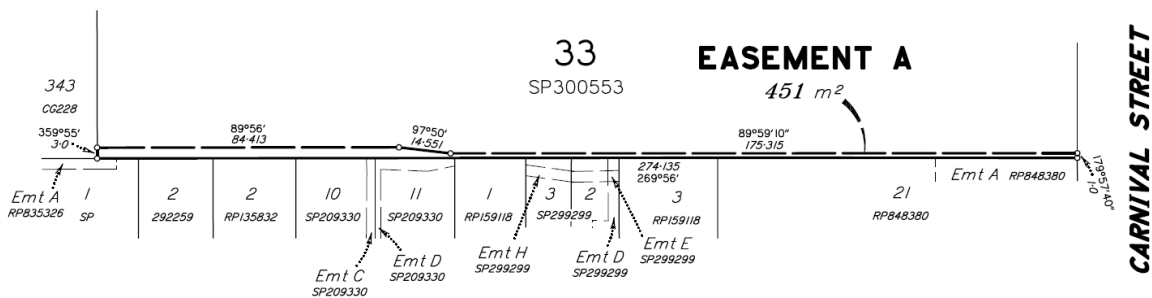 33
SP300553
EASEMENT A
451 m²
CARNIVAL STREET
343
CG228
359°55'
3·0
89°56'
84·413
97°50'
14·551
89°59'10"
175·315
274·135
269°56'
179°57'40"
1·0
Emt A
RP835326
1
SP
2
292259
2
RP135832
10
SP209330
11
SP209330
1
RP159118
3
2
SP299299
3
RP159118
21
RP848380
Emt A RP848380
Emt C
SP209330
Emt D
SP209330
Emt H
SP299299
Emt D
SP299299
Emt E
SP299299